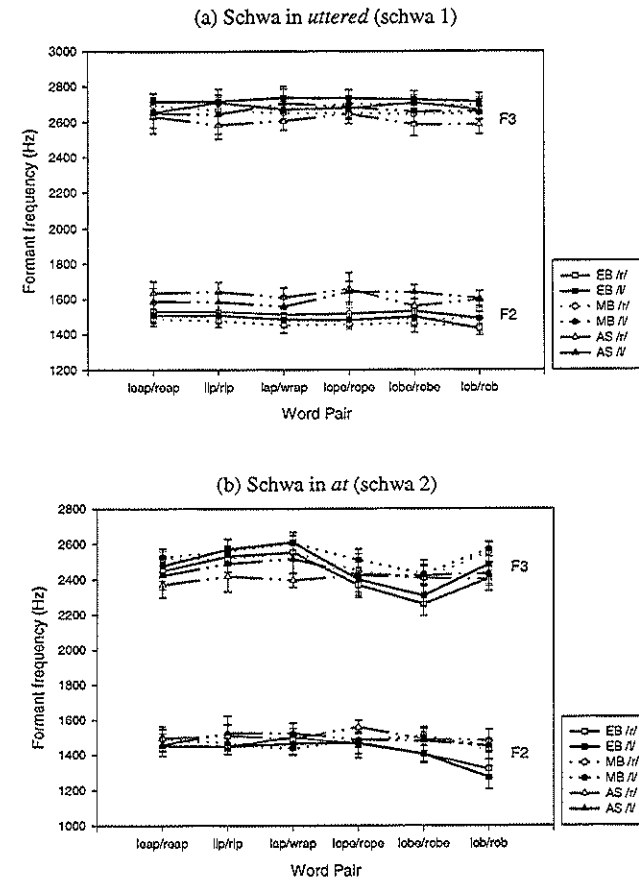 (a) Schwa in uttered (schwa 1)
3000
2800
2600
2400
2200
2000
1800
1600
1400
1200
Formant frequency (Hz)
F3
F2
leap/reap
lip/rip
lap/wrap
lope/rope
lobe/robe
lob/rob
Word Pair
EB /r/
EB /l/
MB /r/
MB /l/
AS /r/
AS /l/
(b) Schwa in at (schwa 2)
2800
2600
2400
2200
2000
1800
1600
1400
1200
1000
Formant frequency (Hz)
F3
F2
leap/reap
lip/rip
lap/wrap
lope/rope
lobe/robe
lob/rob
Word Pair
EB /r/
EB /l/
MB /r/
MB /l/
AS /r/
AS /l/